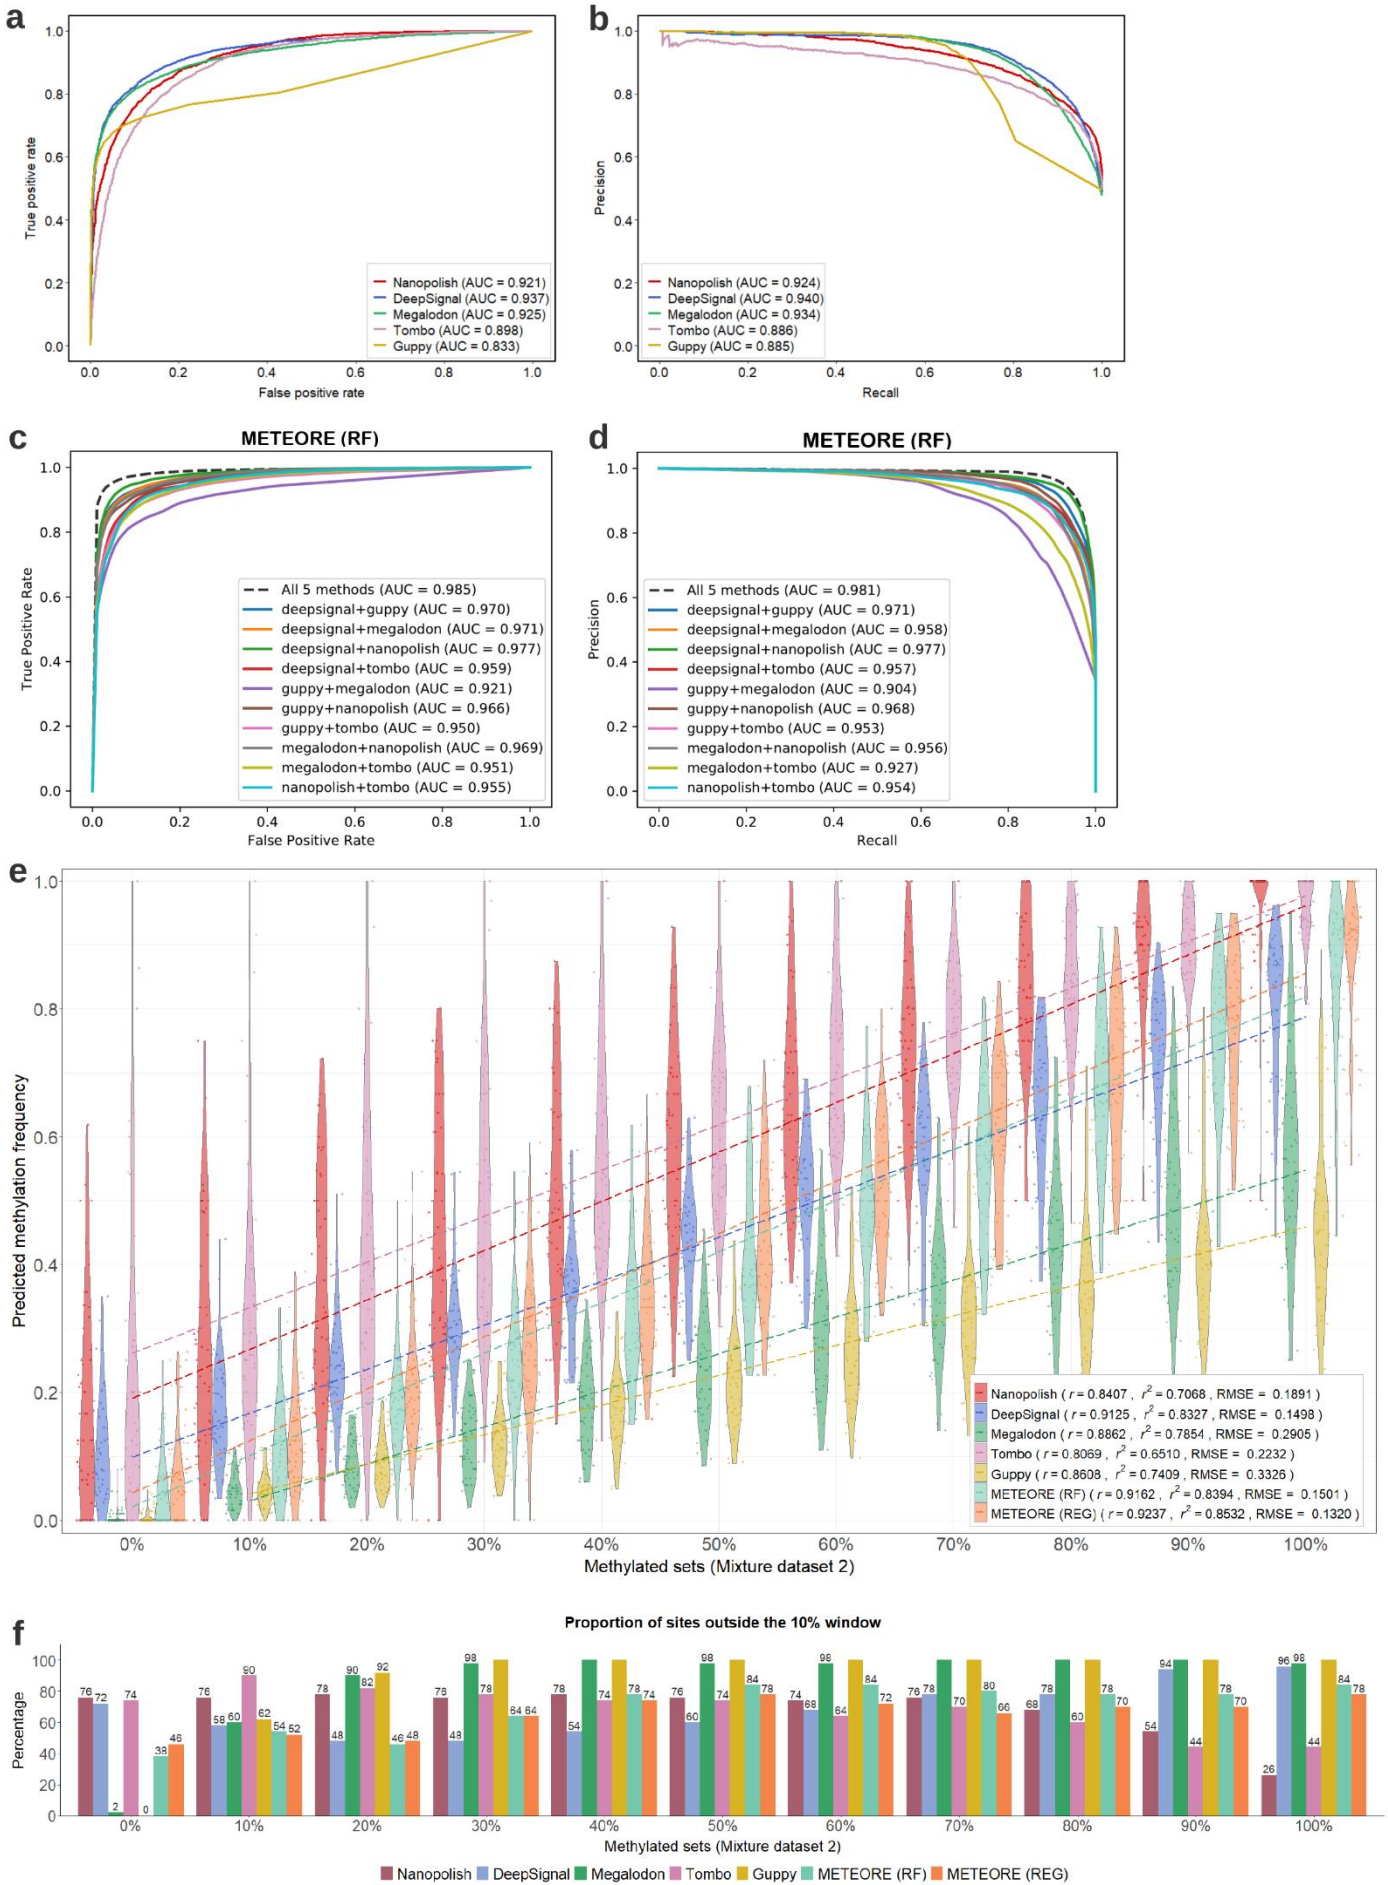 a
1.0
0.8
0.6
0.4
0.2
0.0
True positive rate
0.0 0.2 0.4 0.6 0.8 1.0
False positive rate
Nanopolish (AUC = 0.921)
DeepSignal (AUC = 0.937)
Megalodon (AUC = 0.925)
Tombo (AUC = 0.898)
Guppy (AUC = 0.833)
b
1.0
0.8
0.6
0.4
0.2
0.0
Precision
0.0 0.2 0.4 0.6 0.8 1.0
Recall
Nanopolish (AUC = 0.924)
DeepSignal (AUC = 0.940)
Megalodon (AUC = 0.934)
Tombo (AUC = 0.886)
Guppy (AUC = 0.885)
c
METEORE (RF)
1.0
0.8
0.6
0.4
0.2
0.0
True Positive Rate
0.0 0.2 0.4 0.6 0.8 1.0
False Positive Rate
All 5 methods (AUC = 0.985)
deepsignal+guppy (AUC = 0.970)
deepsignal+megalodon (AUC = 0.971)
deepsignal+nanopolish (AUC = 0.977)
deepsignal+tombo (AUC = 0.959)
guppy+megalodon (AUC = 0.921)
guppy+nanopolish (AUC = 0.966)
guppy+tombo (AUC = 0.950)
megalodon+nanopolish (AUC = 0.969)
megalodon+tombo (AUC = 0.951)
nanopolish+tombo (AUC = 0.955)
d
METEORE (RF)
1.0
0.8
0.6
0.4
0.2
0.0
Precision
0.0 0.2 0.4 0.6 0.8 1.0
Recall
All 5 methods (AUC = 0.981)
deepsignal+guppy (AUC = 0.971)
deepsignal+megalodon (AUC = 0.958)
deepsignal+nanopolish (AUC = 0.977)
deepsignal+tombo (AUC = 0.957)
guppy+megalodon (AUC = 0.904)
guppy+nanopolish (AUC = 0.968)
guppy+tombo (AUC = 0.953)
megalodon+nanopolish (AUC = 0.956)
megalodon+tombo (AUC = 0.927)
nanopolish+tombo (AUC = 0.954)
e
1.0
0.8
0.6
0.4
0.2
0.0
Predicted methylation frequency
0% 10% 20% 30% 40% 50% 60% 70% 80% 90% 100%
Methylated sets (Mixture dataset 2)
Nanopolish ( r = 0.8407 , r² = 0.7068 , RMSE = 0.1891 )
DeepSignal ( r = 0.9125 , r² = 0.8327 , RMSE = 0.1498 )
Megalodon ( r = 0.8862 , r² = 0.7854 , RMSE = 0.2905 )
Tombo ( r = 0.8069 , r² = 0.6510 , RMSE = 0.2232 )
Guppy ( r = 0.8608 , r² = 0.7409 , RMSE = 0.3326 )
METEORE (RF) ( r = 0.9162 , r² = 0.8394 , RMSE = 0.1501 )
METEORE (REG) ( r = 0.9237 , r² = 0.8532 , RMSE = 0.1320 )
f
Proportion of sites outside the 10% window
100
80
60
40
20
0
Percentage
76 72 2 74 0 38 46
76 58 60 90 62 54 52
78 48 90 82 92 46 48
76 48 98 78 64 64
78 54 74 78 74
76 60 98 74 84 78
74 68 98 64 84 72
76 78 70 80 66
68 78 60 78 70
54 94 44 78 70
26 96 98 44 84 78
0% 10% 20% 30% 40% 50% 60% 70% 80% 90% 100%
Methylated sets (Mixture dataset 2)
Nanopolish DeepSignal Megalodon Tombo Guppy METEORE (RF) METEORE (REG)